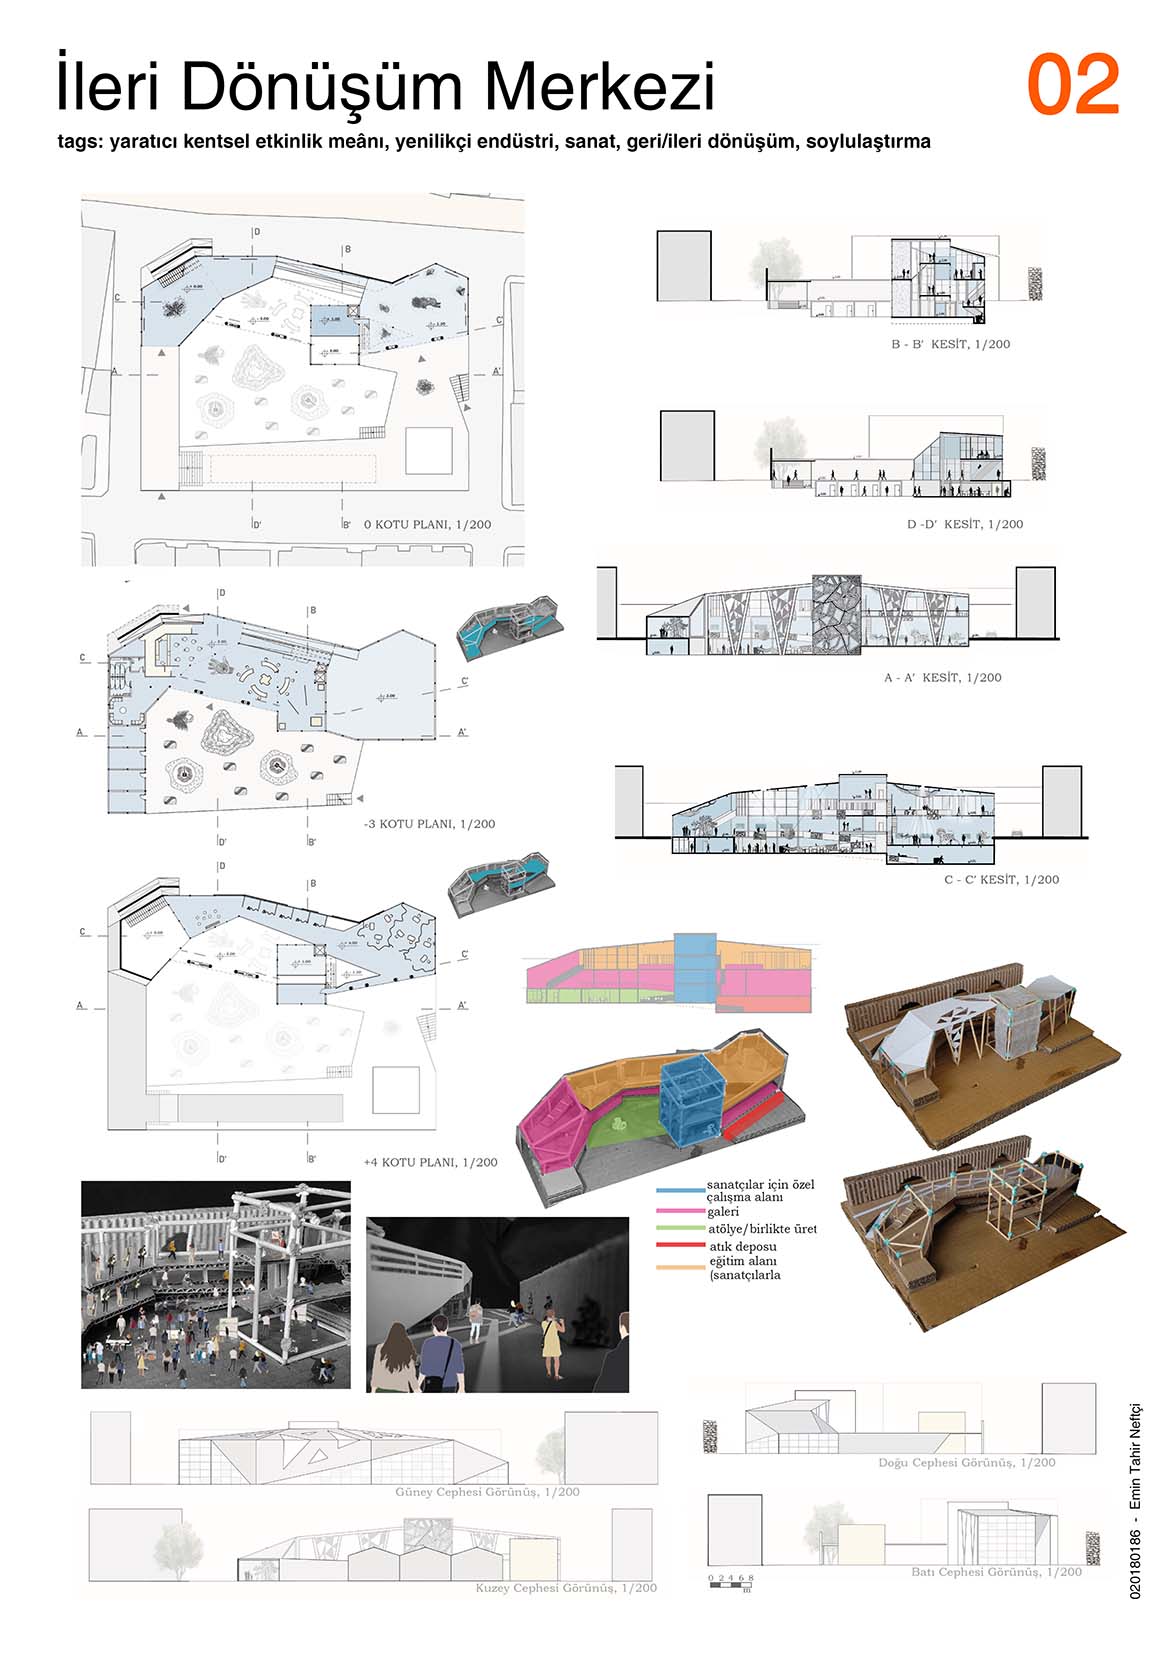 İleri Dönüşüm Merkezi
02
tags: yaratıcı kentsel etkinlik meânı, yenilikçi endüstri, sanat, geri/ileri dönüşüm, soylulaştırma
D
B
C
C'
A
A'
D'
B'
0 KOTU PLANI, 1/200
B - B' KESİT, 1/200
D -D' KESİT, 1/200
D
B
C
C'
A
A'
-3 KOTU PLANI, 1/200
D'
B'
A - A' KESİT, 1/200
C - C' KESİT, 1/200
D
B
C
C'
A
A'
D'
B'
+4 KOTU PLANI, 1/200
sanatçılar için özel
çalışma alanı
galeri
atölye/birlikte üret
atık deposu
eğitim alanı
(sanatçılarla
Güney Cephesi Görünüş, 1/200
Doğu Cephesi Görünüş, 1/200
Kuzey Cephesi Görünüş, 1/200
Batı Cephesi Görünüş, 1/200
0 2 4 6 8
m
020180186 - Emin Tahir Neftçi